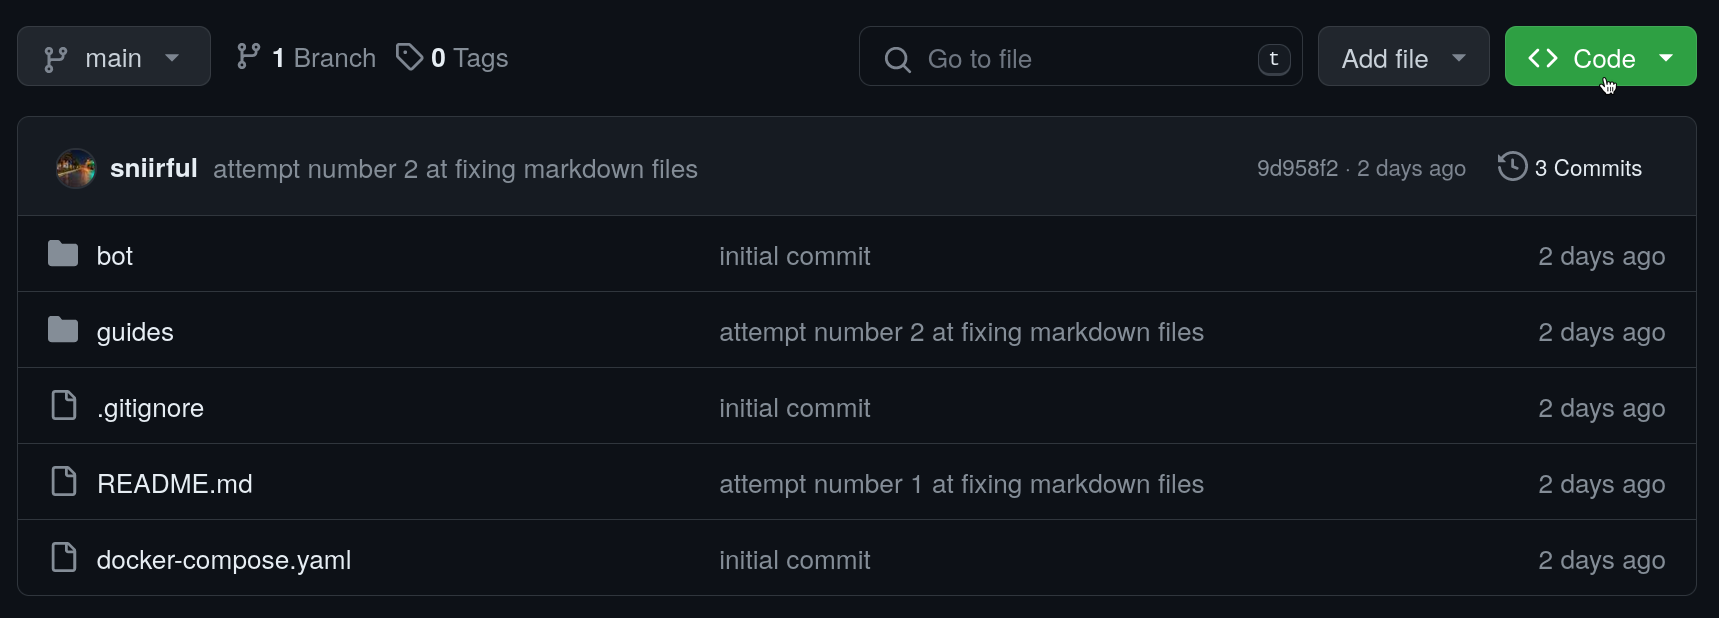 main 1 Branch 0 Tags Go to file t Add file <> Code
sniirful attempt number 2 at fixing markdown files 9d958f2 · 2 days ago 3 Commits
bot initial commit 2 days ago
guides attempt number 2 at fixing markdown files 2 days ago
.gitignore initial commit 2 days ago
README.md attempt number 1 at fixing markdown files 2 days ago
docker-compose.yaml initial commit 2 days ago